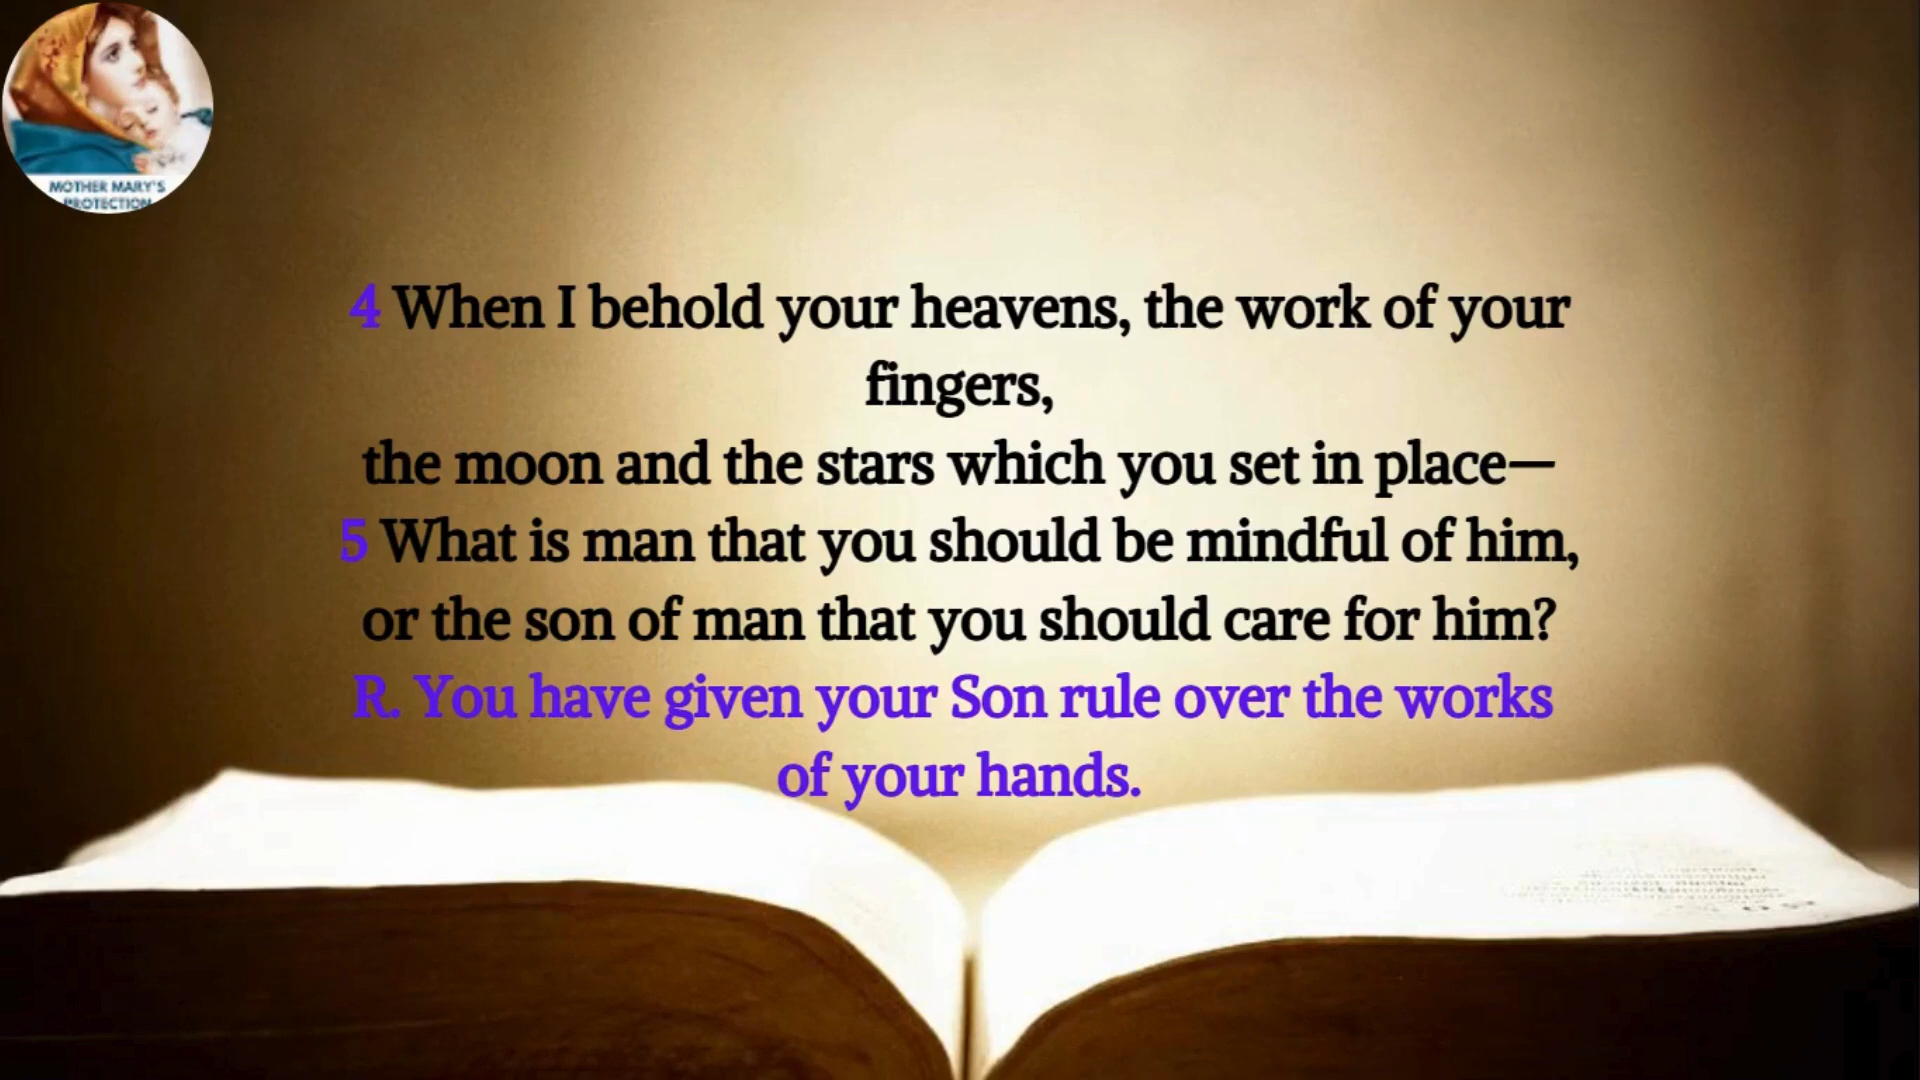 MOTHER MARY'S
PROTECTION
4 When I behold your heavens, the work of your
fingers,
the moon and the stars which you set in place—
5 What is man that you should be mindful of him,
or the son of man that you should care for him?
R. You have given your Son rule over the works
of your hands.